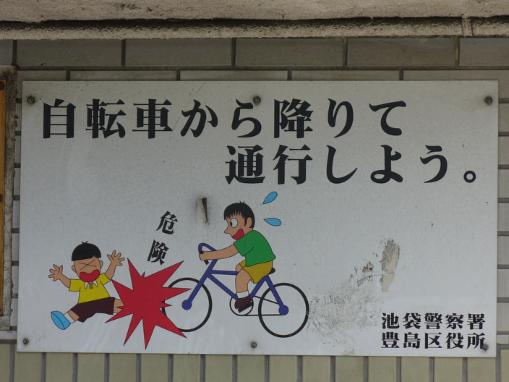 自転車から降りて
通行しよう。
危険
池袋警察署
豊島区役所